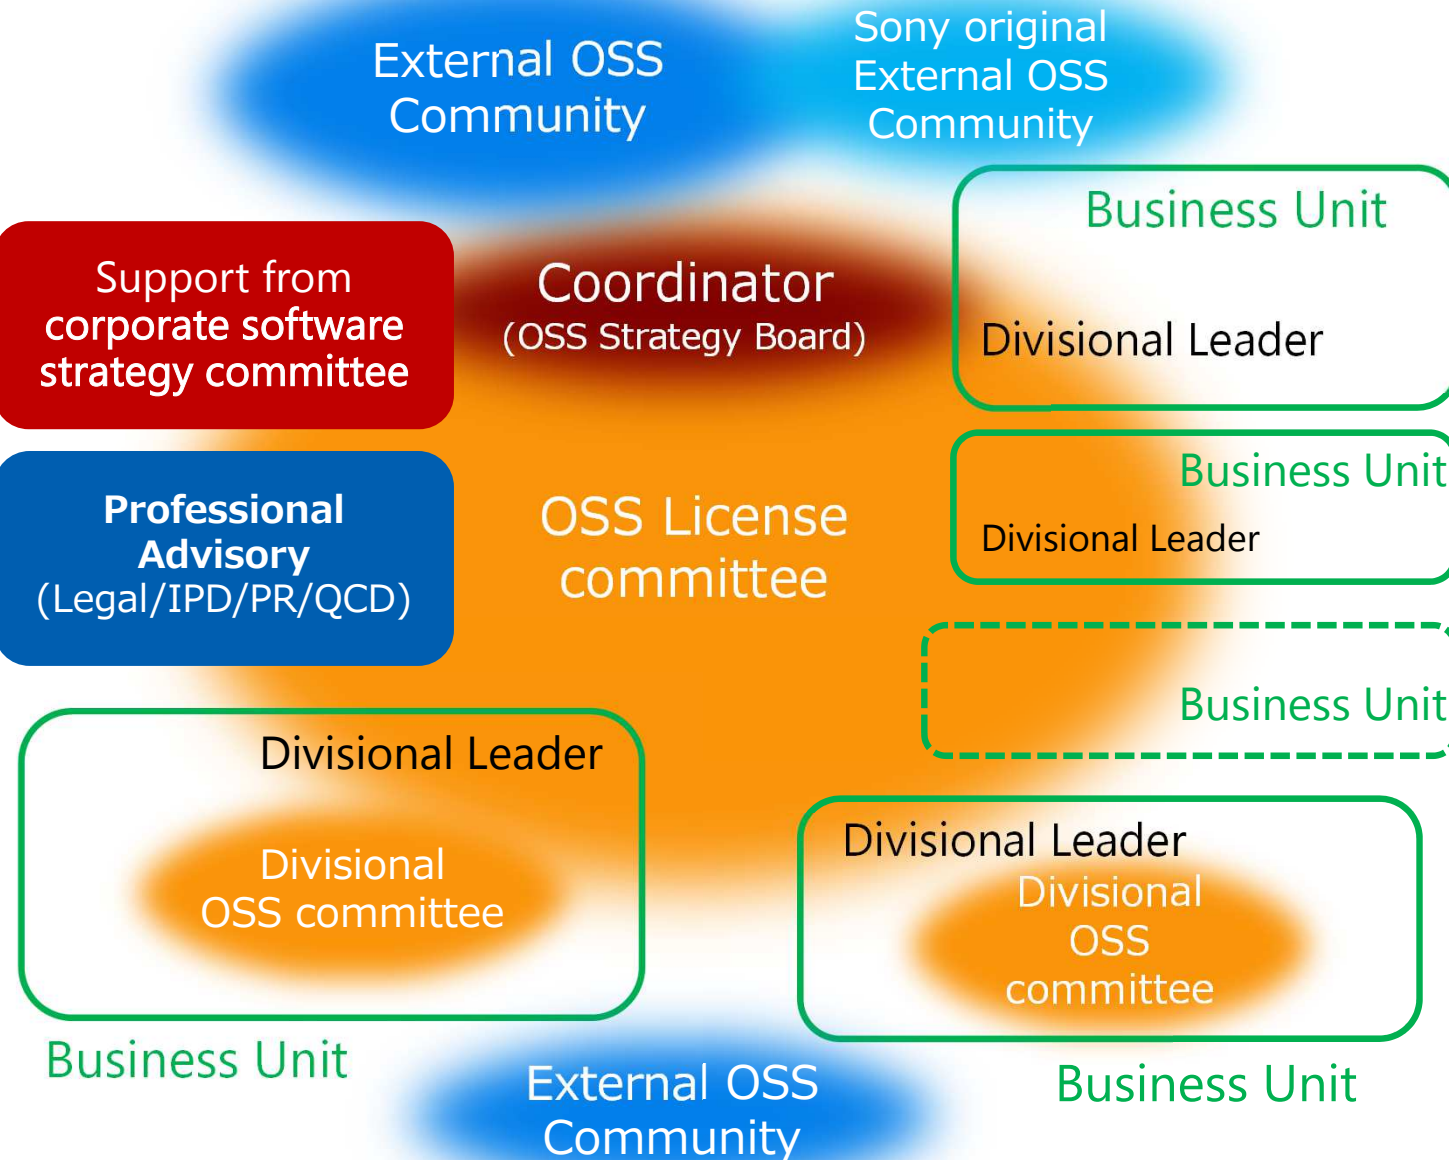 External OSS
Community
Sony original
External OSS
Community
Business Unit
Divisional Leader
Support from
corporate software
strategy committee
Coordinator
(OSS Strategy Board)
Business Unit
Divisional Leader
Professional
Advisory
(Legal/IPD/PR/QCD)
OSS License
committee
Business Unit
Divisional Leader
Divisional
OSS committee
Business Unit
Divisional Leader
Divisional
OSS
committee
Business Unit
External OSS
Community